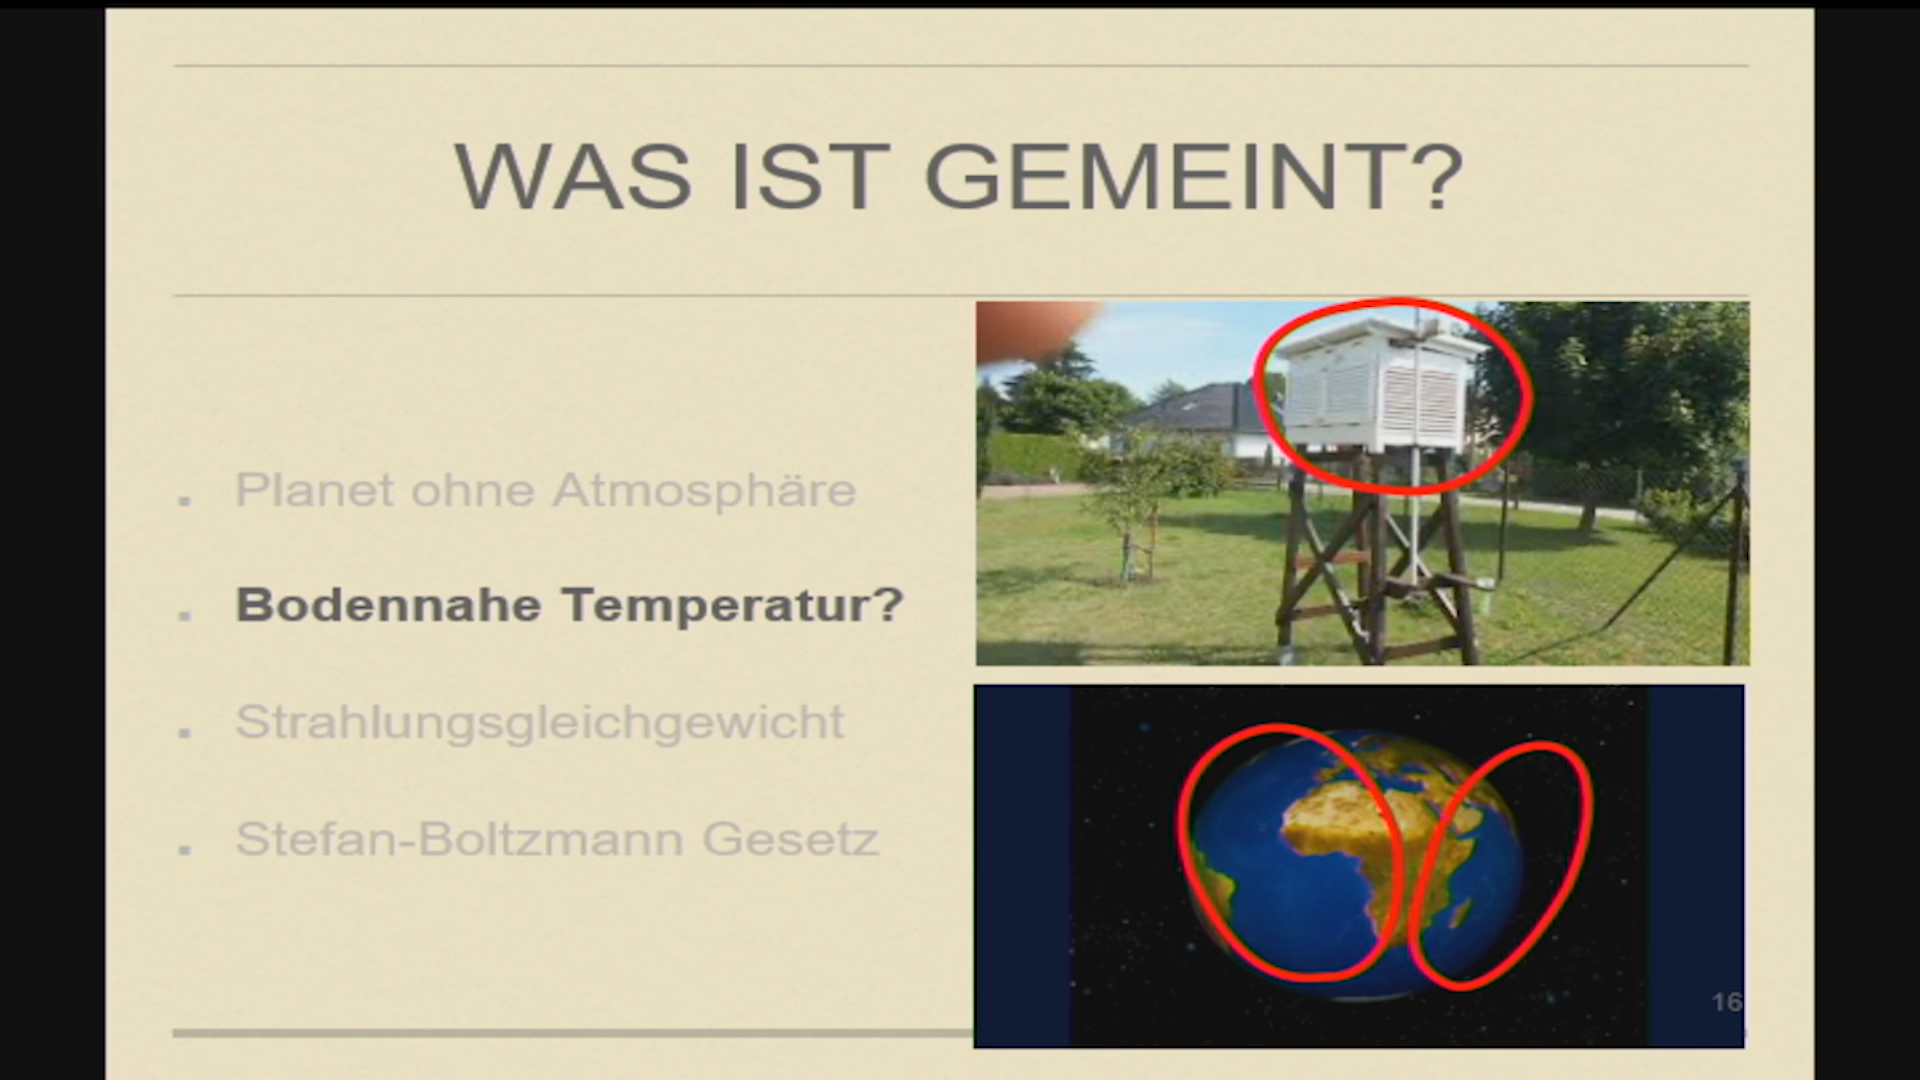 WAS IST GEMEINT?
. Planet ohne Atmosphäre
. Bodennahe Temperatur?
. Strahlungsgleichgewicht
. Stefan-Boltzmann Gesetz
16